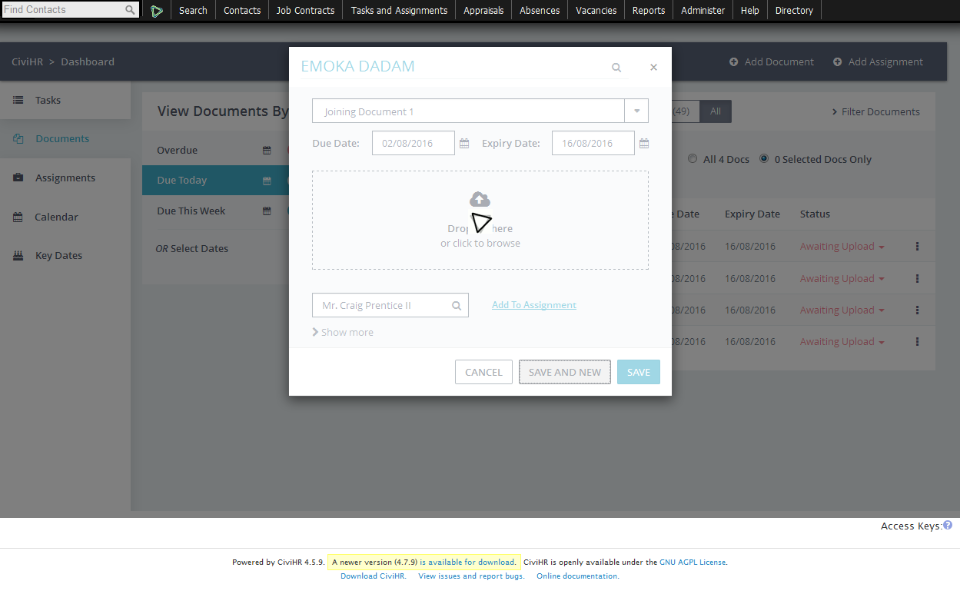 Find Contacts
Search Contacts Job Contracts Tasks and Assignments Appraisals Absences Vacancies Reports Administer Help Directory
CiviHR > Dashboard
Add Document Add Assignment
Tasks
Documents
Assignments
Calendar
Key Dates
View Documents By
Overdue
Due Today
Due This Week
OR Select Dates
(49) All
Filter Documents
All 4 Docs 0 Selected Docs Only
Date Expiry Date Status
08/2016 16/08/2016 Awaiting Upload
08/2016 16/08/2016 Awaiting Upload
08/2016 16/08/2016 Awaiting Upload
08/2016 16/08/2016 Awaiting Upload
EMOKA DADAM
Joining Document 1
Due Date: 02/08/2016 Expiry Date: 16/08/2016
Drop here
or click to browse
Mr. Craig Prentice II
Add To Assignment
Show more
CANCEL SAVE AND NEW SAVE
Access Keys:
Powered by CiviHR 4.5.9. A newer version (4.7.9) is available for download. CiviHR is openly available under the GNU AGPL License.
Download CiviHR. View issues and report bugs. Online documentation.